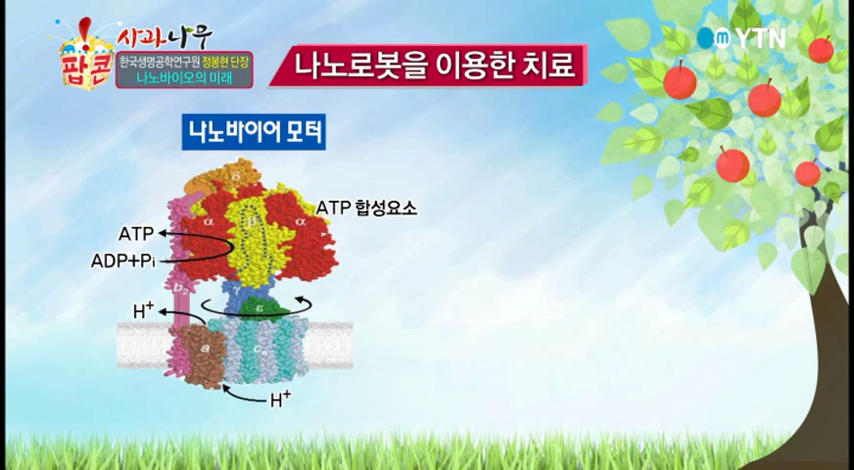 팝콘
사과나무
한국생명공학연구원 정봉현 단장
나노바이오의 미래
나노로봇을 이용한 치료
YTN
나노바이어 모터
δ
α β α
ATP 합성요소
ATP
ADP+Pi
b2
γ
ε
H+
a
H+